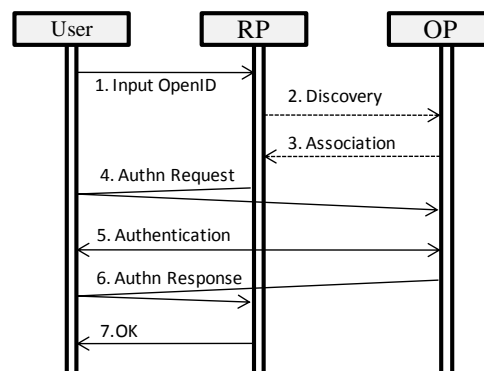 User
RP
OP
1. Input OpenID
2. Discovery
3. Association
4. Authn Request
5. Authentication
6. Authn Response
7.OK